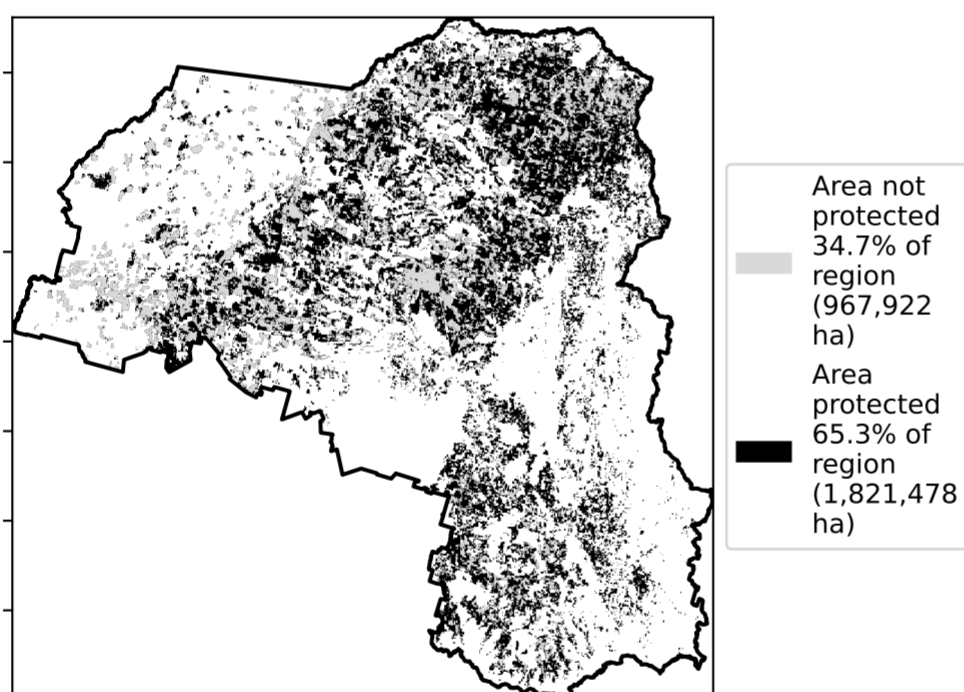 Area not
protected
34.7% of
region
(967,922
ha)
Area
protected
65.3% of
region
(1,821,478
ha)